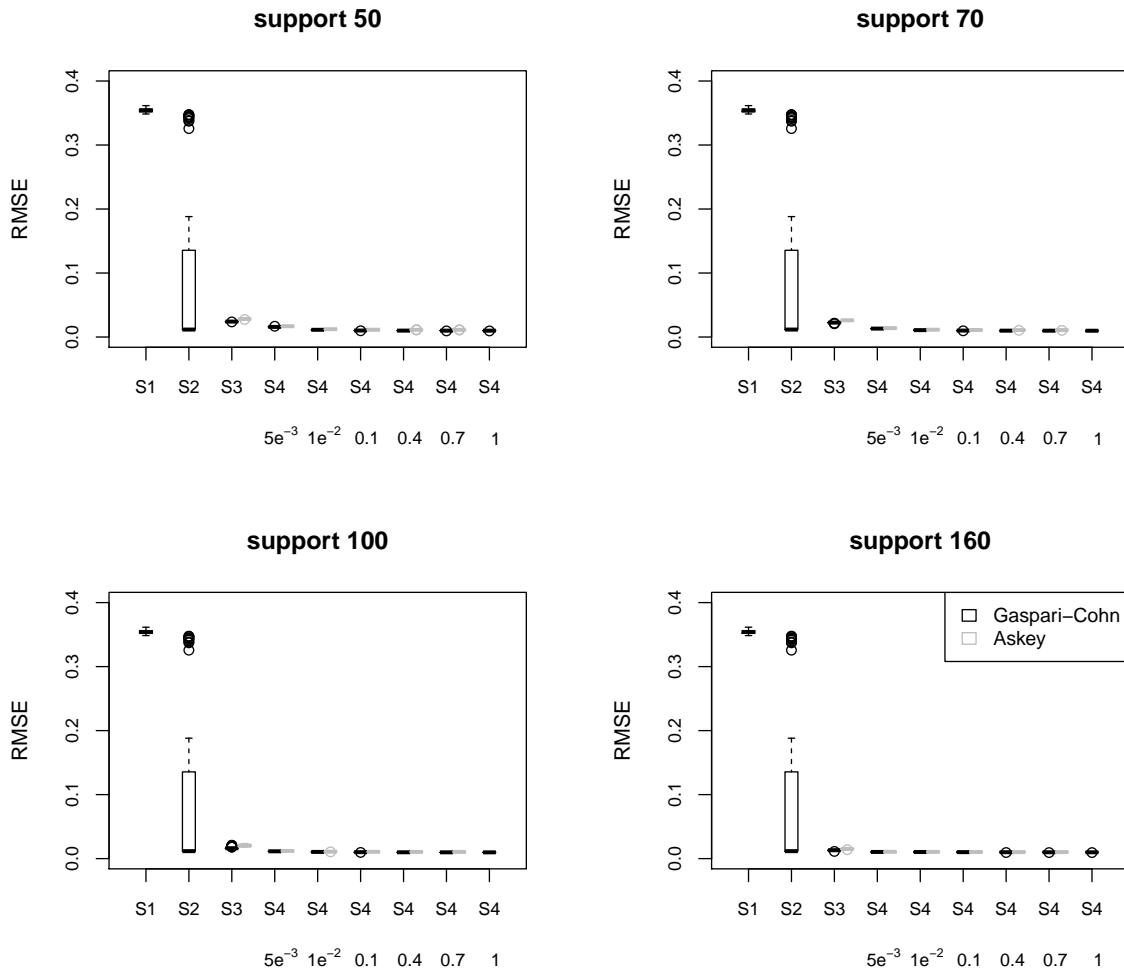 support 50
support 70
RMSE
0.0 0.1 0.2 0.3 0.4
S1 S2 S3 S4 S4 S4 S4 S4 S4
5e⁻³ 1e⁻² 0.1 0.4 0.7 1
RMSE
0.0 0.1 0.2 0.3 0.4
S1 S2 S3 S4 S4 S4 S4 S4 S4
5e⁻³ 1e⁻² 0.1 0.4 0.7 1
support 100
support 160
RMSE
0.0 0.1 0.2 0.3 0.4
S1 S2 S3 S4 S4 S4 S4 S4 S4
5e⁻³ 1e⁻² 0.1 0.4 0.7 1
RMSE
0.0 0.1 0.2 0.3 0.4
Gaspari−Cohn
Askey
S1 S2 S3 S4 S4 S4 S4 S4 S4
5e⁻³ 1e⁻² 0.1 0.4 0.7 1